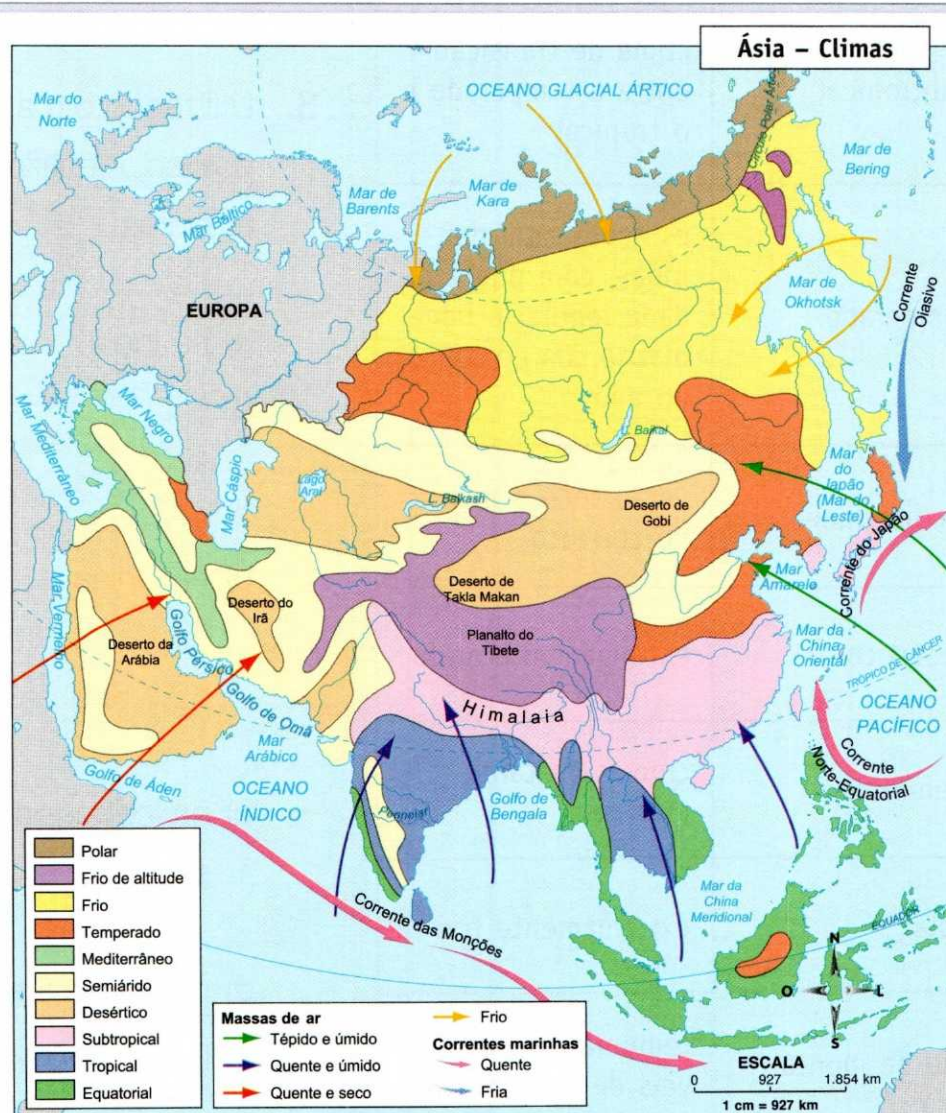 Ásia – Climas
OCEANO GLACIAL ÁRTICO
Círculo Polar Ártico
Mar do
Norte
Mar de
Barents
Mar de
Kara
Mar de
Bering
Mar Báltico
EUROPA
Mar de
Okhotsk
Corrente
Oiasivo
Mar Negro
Mar Mediterrâneo
Mar Cáspio
Lago
Aral
L. Balkash
L. Baikal
Deserto de
Gobi
Mar
do
Japão
(Mar do
Leste)
Corrente do Japão
Mar
Amarelo
Deserto de
Takla Makan
Planalto do
Tibete
Deserto do
Irã
Deserto da
Arábia
Golfo Pérsico
Mar Vermelho
Golfo de Omã
Mar
Arábico
Golfo de Áden
Himalaia
Mar da
China
Oriental
TRÓPICO DE CÂNCER
OCEANO
PACÍFICO
Corrente
Norte-Equatorial
OCEANO
ÍNDICO
Golfo de
Bengala
Mar da
China
Meridional
Corrente das Monções
EQUADOR
N
O
L
S
Polar
Frio de altitude
Frio
Temperado
Mediterrâneo
Semiárido
Desértico
Subtropical
Tropical
Equatorial
Massas de ar
Tépido e úmido
Quente e úmido
Quente e seco
Frio
Correntes marinhas
Quente
Fria
ESCALA
0 927 1.854 km
1 cm = 927 km